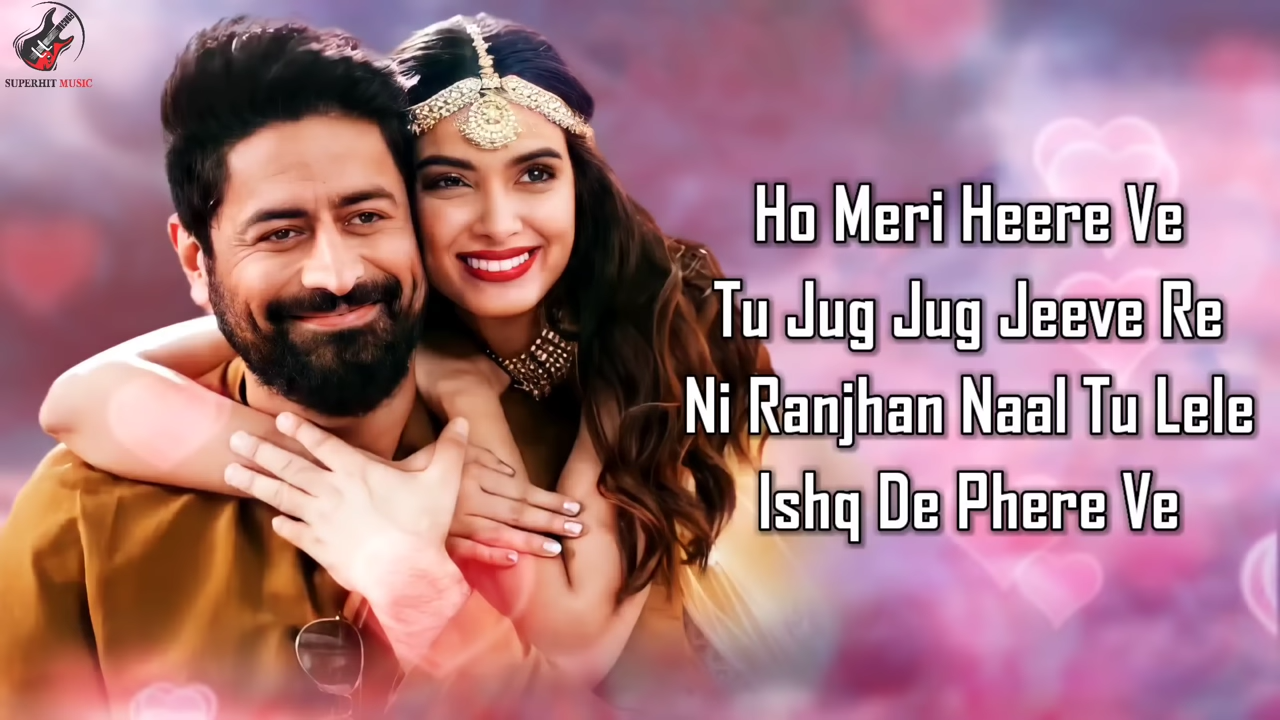 SUPERHIT MUSIC
Ho Meri Heere Ve
Tu Jug Jug Jeeve Re
Ni Ranjhan Naal Tu Lele
Ishq De Phere Ve